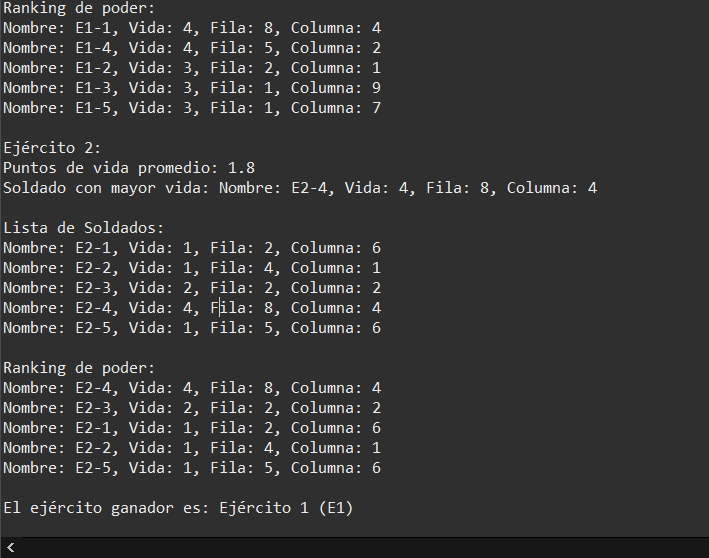 Ranking de poder:
Nombre: E1-1, Vida: 4, Fila: 8, Columna: 4
Nombre: E1-4, Vida: 4, Fila: 5, Columna: 2
Nombre: E1-2, Vida: 3, Fila: 2, Columna: 1
Nombre: E1-3, Vida: 3, Fila: 1, Columna: 9
Nombre: E1-5, Vida: 3, Fila: 1, Columna: 7

Ejército 2:
Puntos de vida promedio: 1.8
Soldado con mayor vida: Nombre: E2-4, Vida: 4, Fila: 8, Columna: 4

Lista de Soldados:
Nombre: E2-1, Vida: 1, Fila: 2, Columna: 6
Nombre: E2-2, Vida: 1, Fila: 4, Columna: 1
Nombre: E2-3, Vida: 2, Fila: 2, Columna: 2
Nombre: E2-4, Vida: 4, Fila: 8, Columna: 4
Nombre: E2-5, Vida: 1, Fila: 5, Columna: 6

Ranking de poder:
Nombre: E2-4, Vida: 4, Fila: 8, Columna: 4
Nombre: E2-3, Vida: 2, Fila: 2, Columna: 2
Nombre: E2-1, Vida: 1, Fila: 2, Columna: 6
Nombre: E2-2, Vida: 1, Fila: 4, Columna: 1
Nombre: E2-5, Vida: 1, Fila: 5, Columna: 6

El ejército ganador es: Ejército 1 (E1)